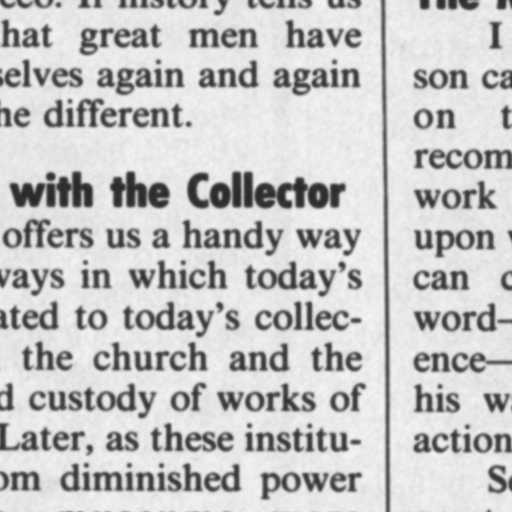 If history tells us
hat great men have
selves again and again
he different.
with the Collector
offers us a handy way
ways in which today's
ated to today's collec-
the church and the
d custody of works of
Later, as these institu-
om diminished power
The
I
son ca
on t
recom
work
upon
can c
word-
ence—
his wa
action
So